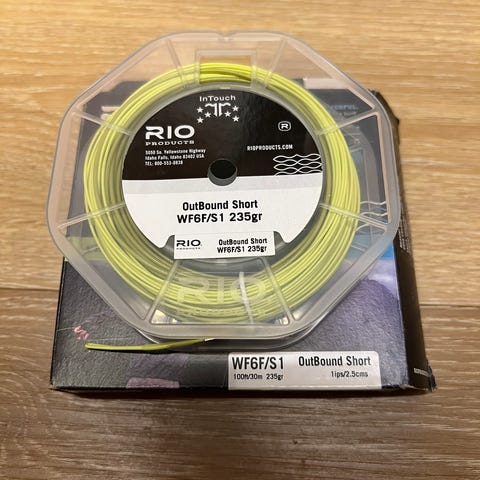 InTouch
RIO
PRODUCTS
®
5050 So. Yellowstone Highway
Idaho Falls, Idaho 83402 USA
TEL: 800-553-0838
RIOPRODUCTS.COM
OutBound Short
WF6F/S1 235gr
RIO
PRODUCTS
OutBound Short
WF6F/S1 235gr
RIO
WF6F/S1
OutBound Short
100ft/30m 235gr
1ips/2.5cms